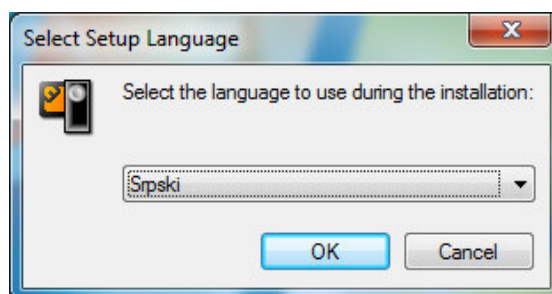 Select Setup Language
Select the language to use during the installation:
Srpski
OK Cancel